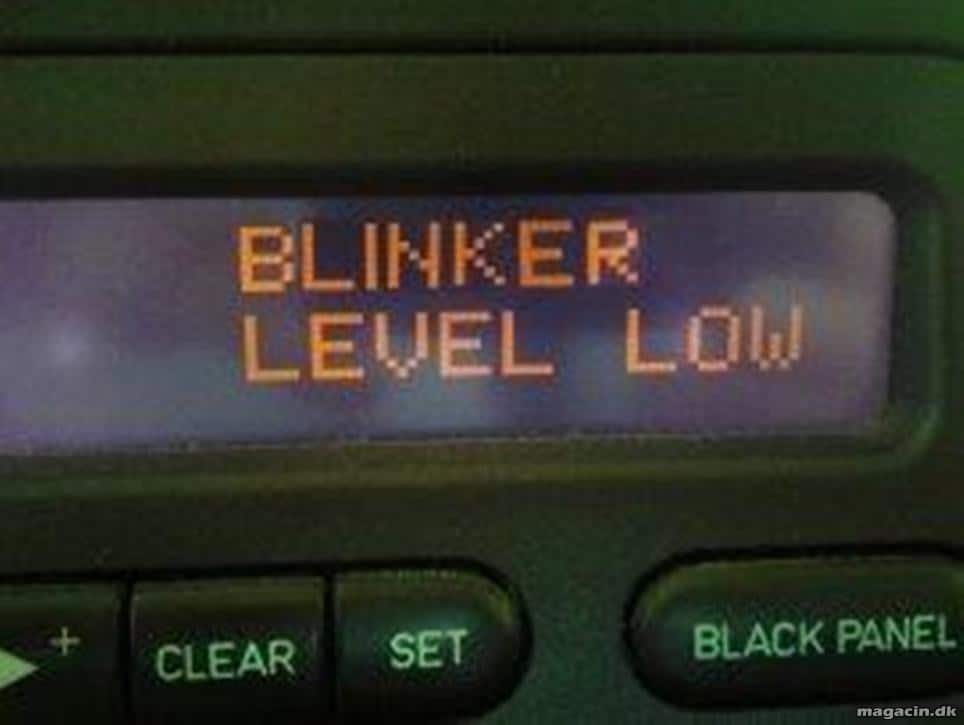 BLINKER
LEVEL LOW
+
CLEAR
SET
BLACK PANEL
magacin.dk